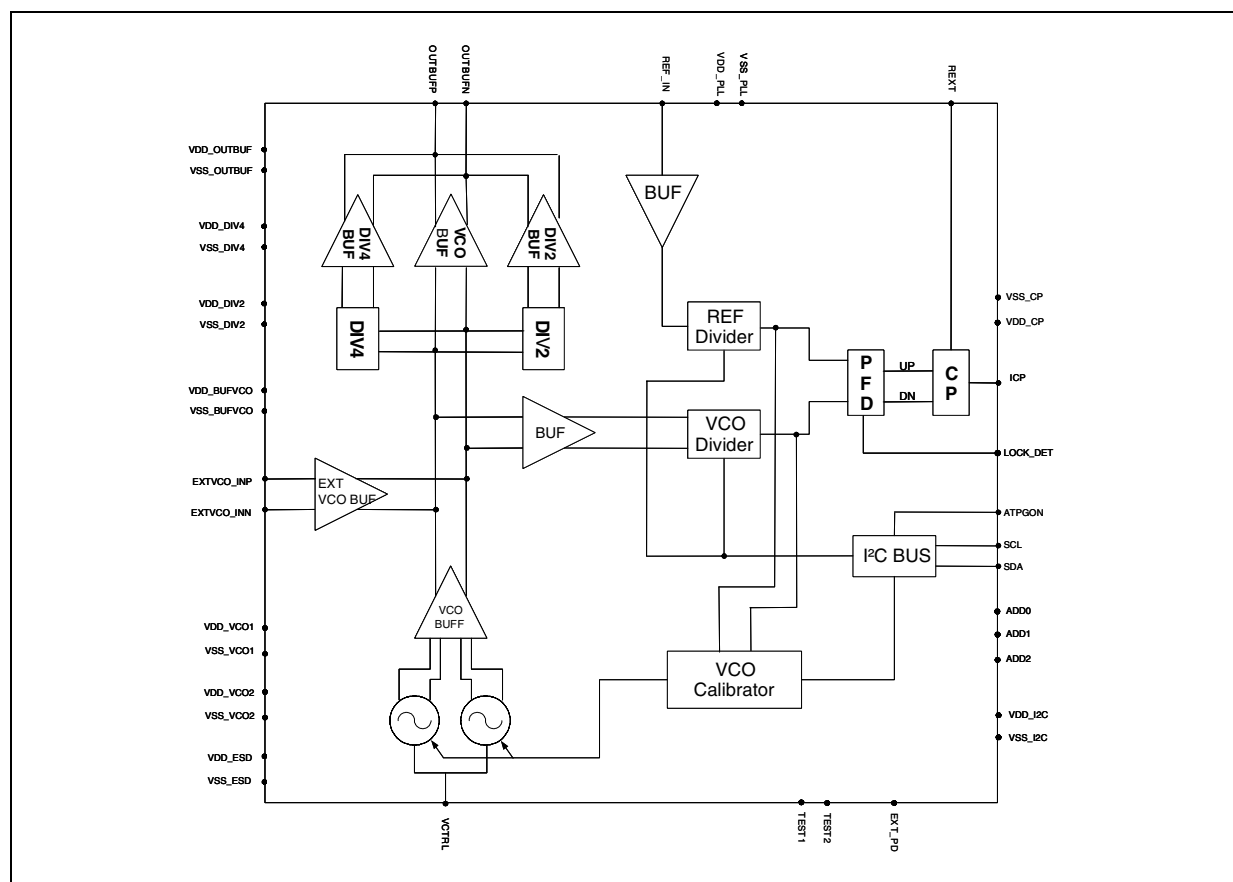 OUTBUFP
OUTBUFN
REF_IN
VDD_PLL
VSS_PLL
REXT
VDD_OUTBUF
VSS_OUTBUF
VDD_DIV4
VSS_DIV4
VDD_DIV2
VSS_DIV2
VDD_BUFVCO
VSS_BUFVCO
EXTVCO_INP
EXTVCO_INN
VDD_VCO1
VSS_VCO1
VDD_VCO2
VSS_VCO2
VDD_ESD
VSS_ESD
DIV4
BUF
VCO
BUF
DIV2
BUF
DIV4
DIV2
BUF
REF
Divider
BUF
VCO
Divider
PFD
UP
DN
CP
EXT
VCO BUF
VCO
BUFF
VCO
Calibrator
I²C BUS
VSS_CP
VDD_CP
ICP
LOCK_DET
ATPGON
SCL
SDA
ADD0
ADD1
ADD2
VDD_I2C
VSS_I2C
VCTRL
TEST1
TEST2
EXT_PD